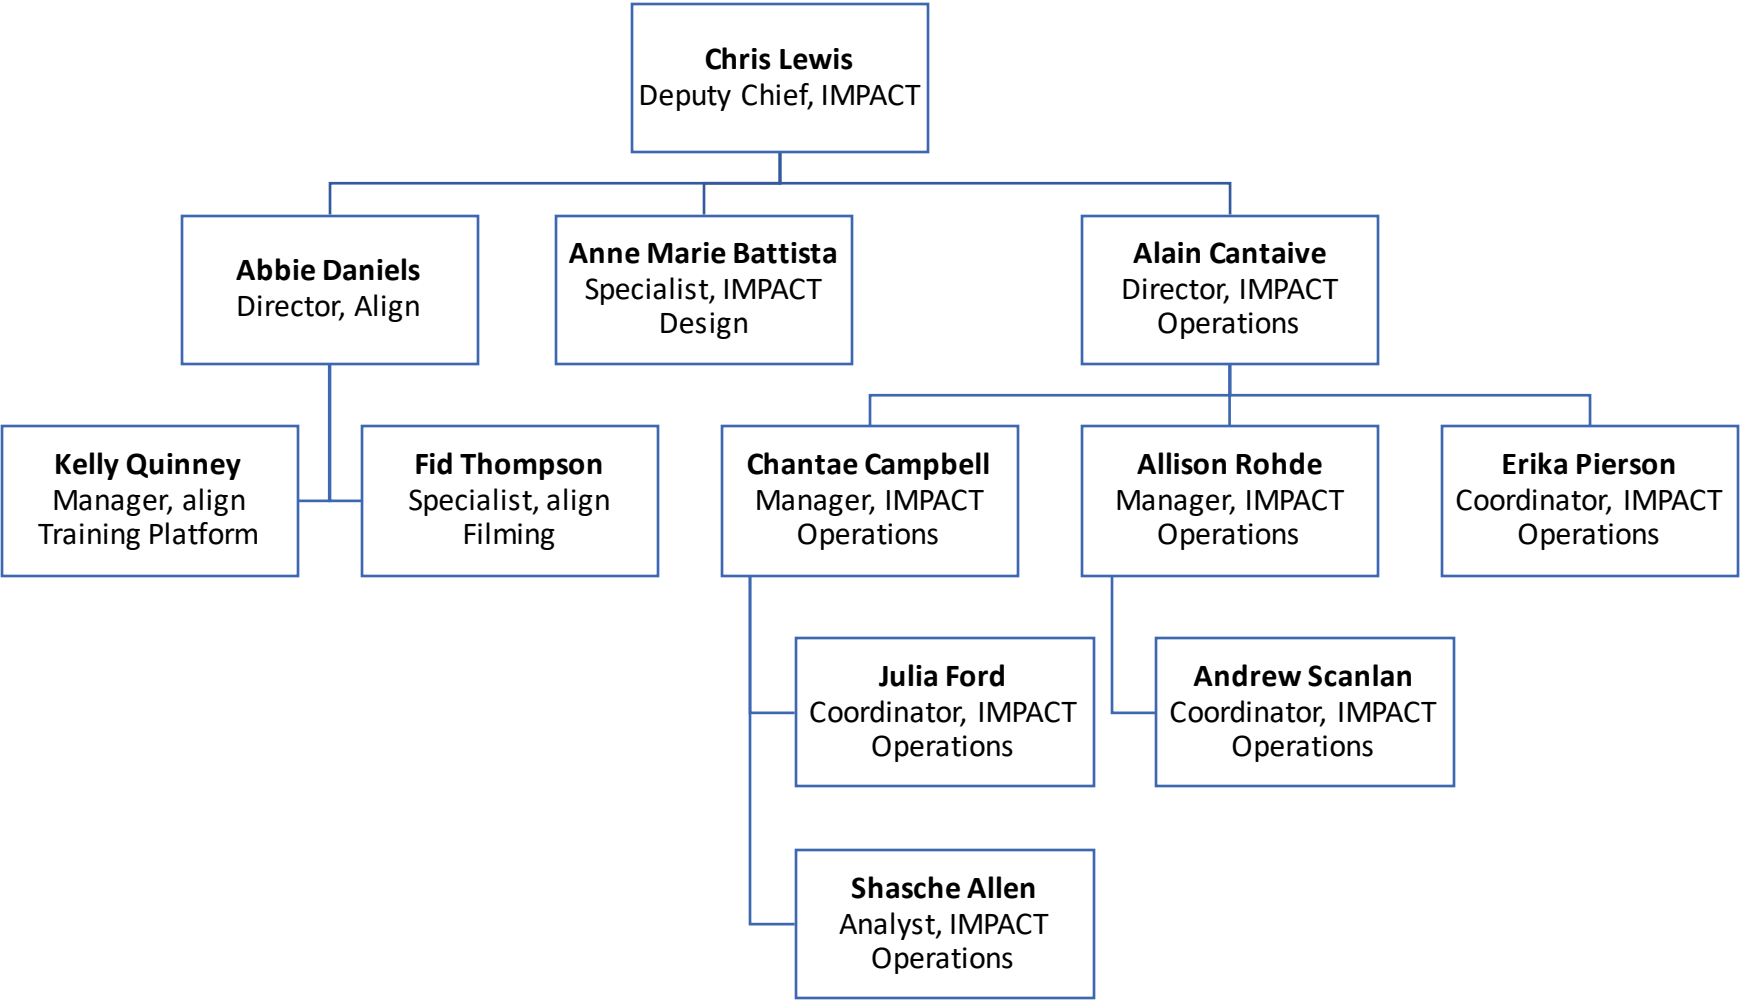 Chris Lewis
Deputy Chief, IMPACT
Abbie Daniels
Director, Align
Anne Marie Battista
Specialist, IMPACT
Design
Alain Cantaive
Director, IMPACT
Operations
Kelly Quinney
Manager, align
Training Platform
Fid Thompson
Specialist, align
Filming
Chantae Campbell
Manager, IMPACT
Operations
Allison Rohde
Manager, IMPACT
Operations
Erika Pierson
Coordinator, IMPACT
Operations
Julia Ford
Coordinator, IMPACT
Operations
Andrew Scanlan
Coordinator, IMPACT
Operations
Shasche Allen
Analyst, IMPACT
Operations